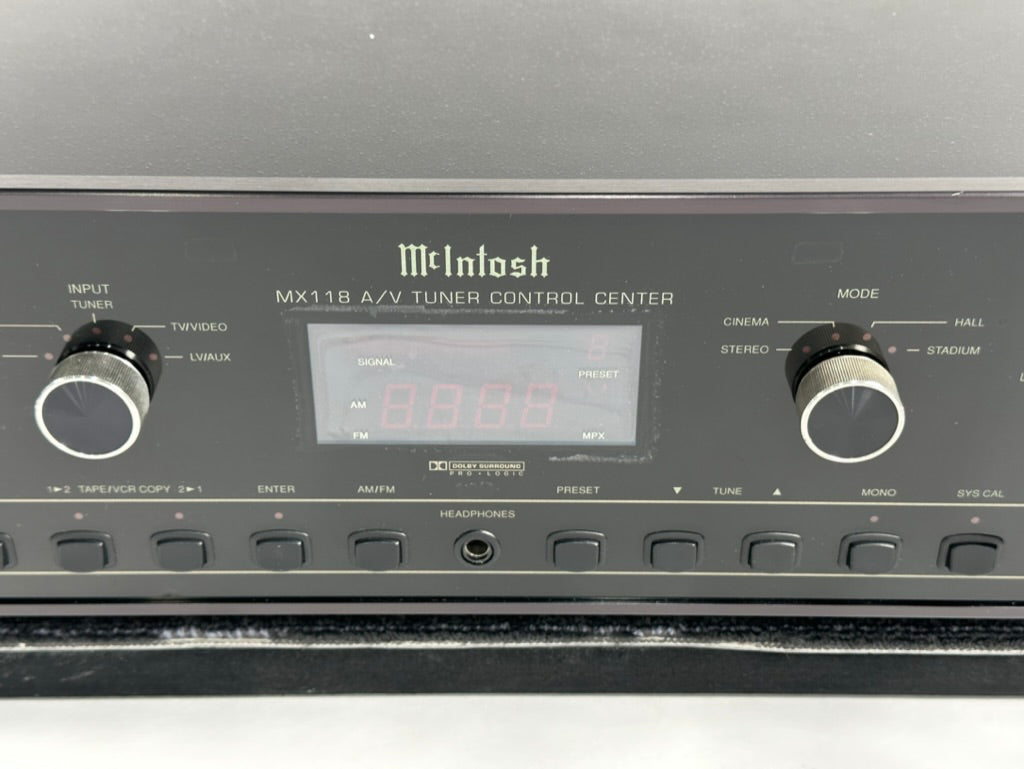 McIntosh
MX118 A/V TUNER CONTROL CENTER
INPUT
TUNER
TV/VIDEO
LV/AUX
SIGNAL
PRESET
AM
FM
MPX
MODE
CINEMA
HALL
STEREO
STADIUM
DOLBY SURROUND
PRO • LOGIC
1►2 TAPE/VCR COPY 2►1
ENTER
AM/FM
HEADPHONES
PRESET
▼ TUNE ▲
MONO
SYS CAL